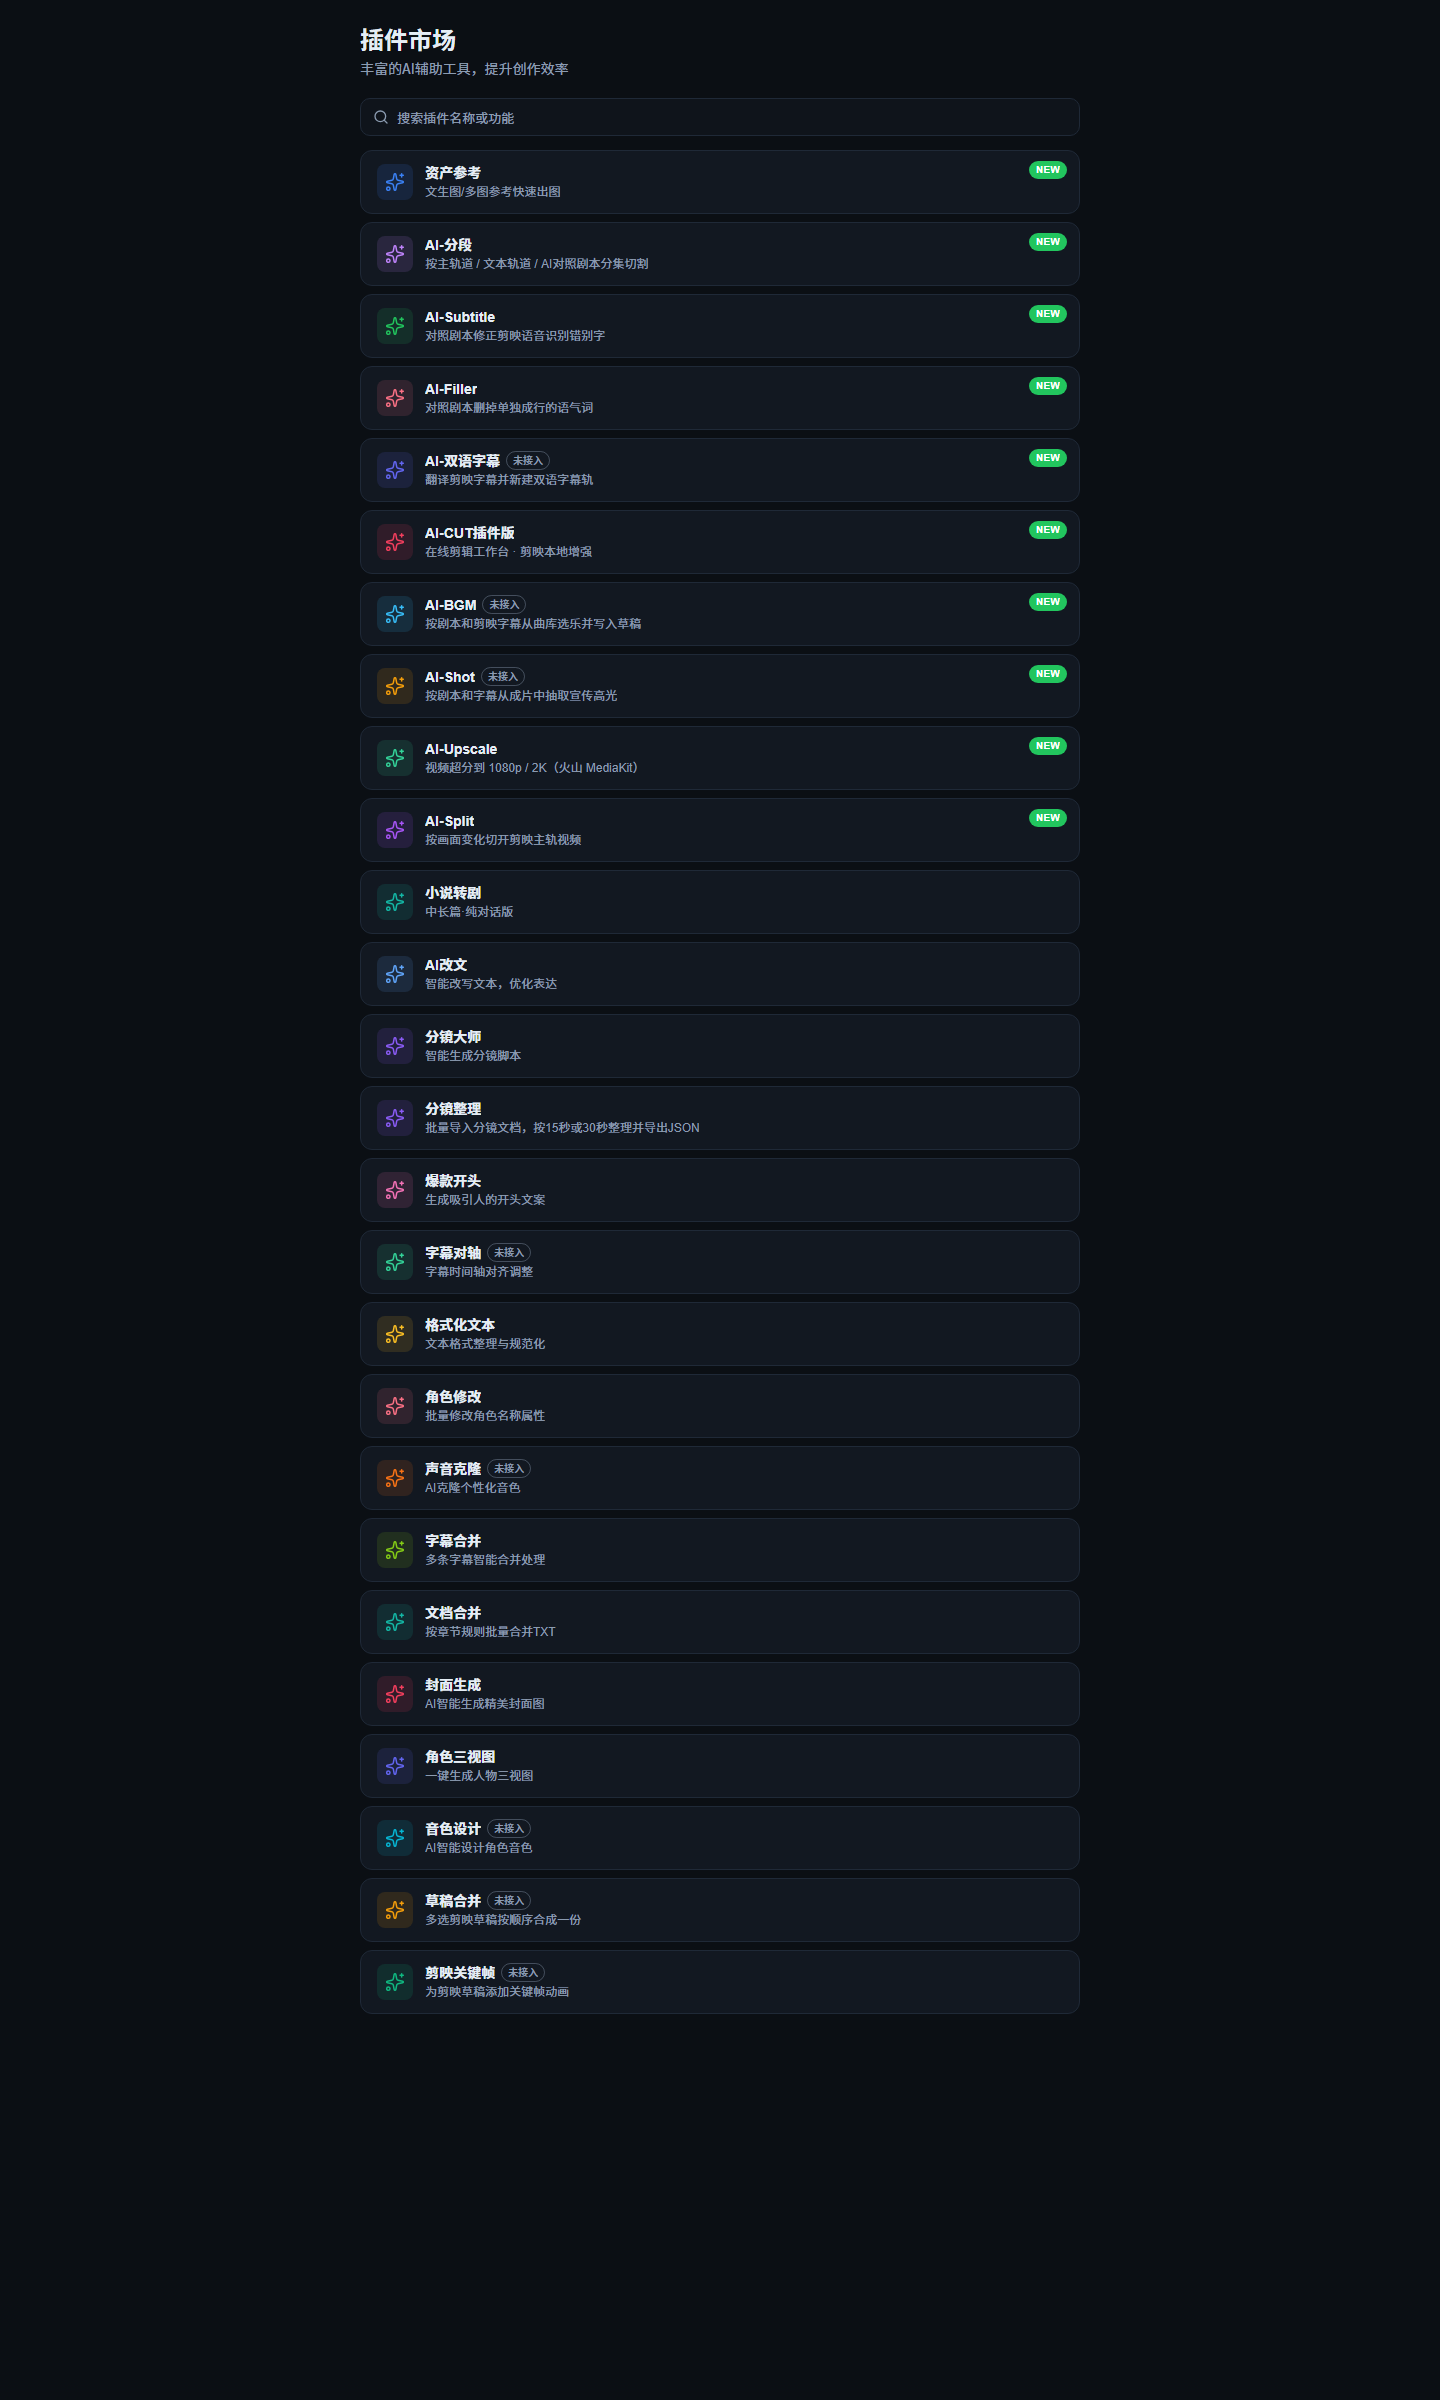 插件市场
丰富的AI辅助工具，提升创作效率
搜索插件名称或功能
资产参考
NEW
文生图/多图参考快速出图
AI-分段
NEW
按主轨道 / 文本轨道 / AI对照剧本分集切割
AI-Subtitle
NEW
对照剧本修正剪映语音识别错别字
AI-Filler
NEW
对照剧本删掉单独成行的语气词
AI-双语字幕 未接入
NEW
翻译剪映字幕并新建双语字幕轨
AI-CUT插件版
NEW
在线剪辑工作台 · 剪映本地增强
AI-BGM 未接入
NEW
按剧本和剪映字幕从曲库选乐并写入草稿
AI-Shot 未接入
NEW
按剧本和字幕从成片中抽取宣传高光
AI-Upscale
NEW
视频超分到 1080p / 2K（火山 MediaKit）
AI-Split
NEW
按画面变化切开剪映主轨视频
小说转剧
中长篇·纯对话版
AI改文
智能改写文本，优化表达
分镜大师
智能生成分镜脚本
分镜整理
批量导入分镜文档，按15秒或30秒整理并导出JSON
爆款开头
生成吸引人的开头文案
字幕对轴 未接入
字幕时间轴对齐调整
格式化文本
文本格式整理与规范化
角色修改
批量修改角色名称属性
声音克隆 未接入
AI克隆个性化音色
字幕合并
多条字幕智能合并处理
文档合并
按章节规则批量合并TXT
封面生成
AI智能生成精美封面图
角色三视图
一键生成人物三视图
音色设计 未接入
AI智能设计角色音色
草稿合并 未接入
多选剪映草稿按顺序合成一份
剪映关键帧 未接入
为剪映草稿添加关键帧动画